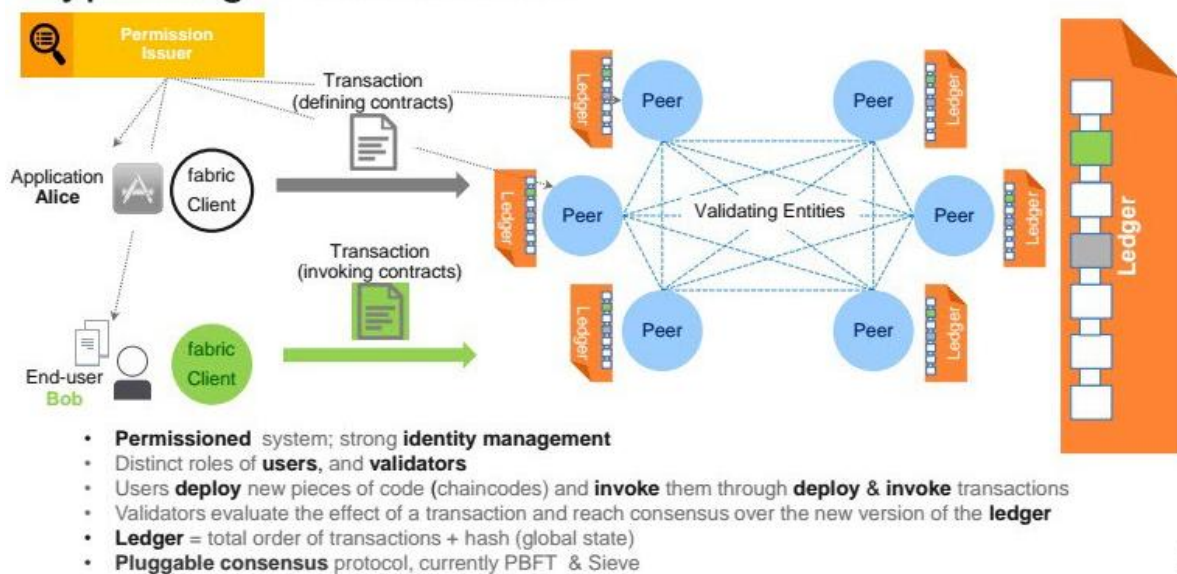 Permission
Issuer
Transaction
(defining contracts)
Application
Alice
fabric
Client
Transaction
(invoking contracts)
End-user
Bob
fabric
Client
Ledger
Peer
Peer
Ledger
Ledger
Peer
Validating Entities
Peer
Ledger
Ledger
Peer
Peer
Ledger
Ledger
• Permissioned system; strong identity management
• Distinct roles of users, and validators
• Users deploy new pieces of code (chaincodes) and invoke them through deploy & invoke transactions
• Validators evaluate the effect of a transaction and reach consensus over the new version of the ledger
• Ledger = total order of transactions + hash (global state)
• Pluggable consensus protocol, currently PBFT & Sieve